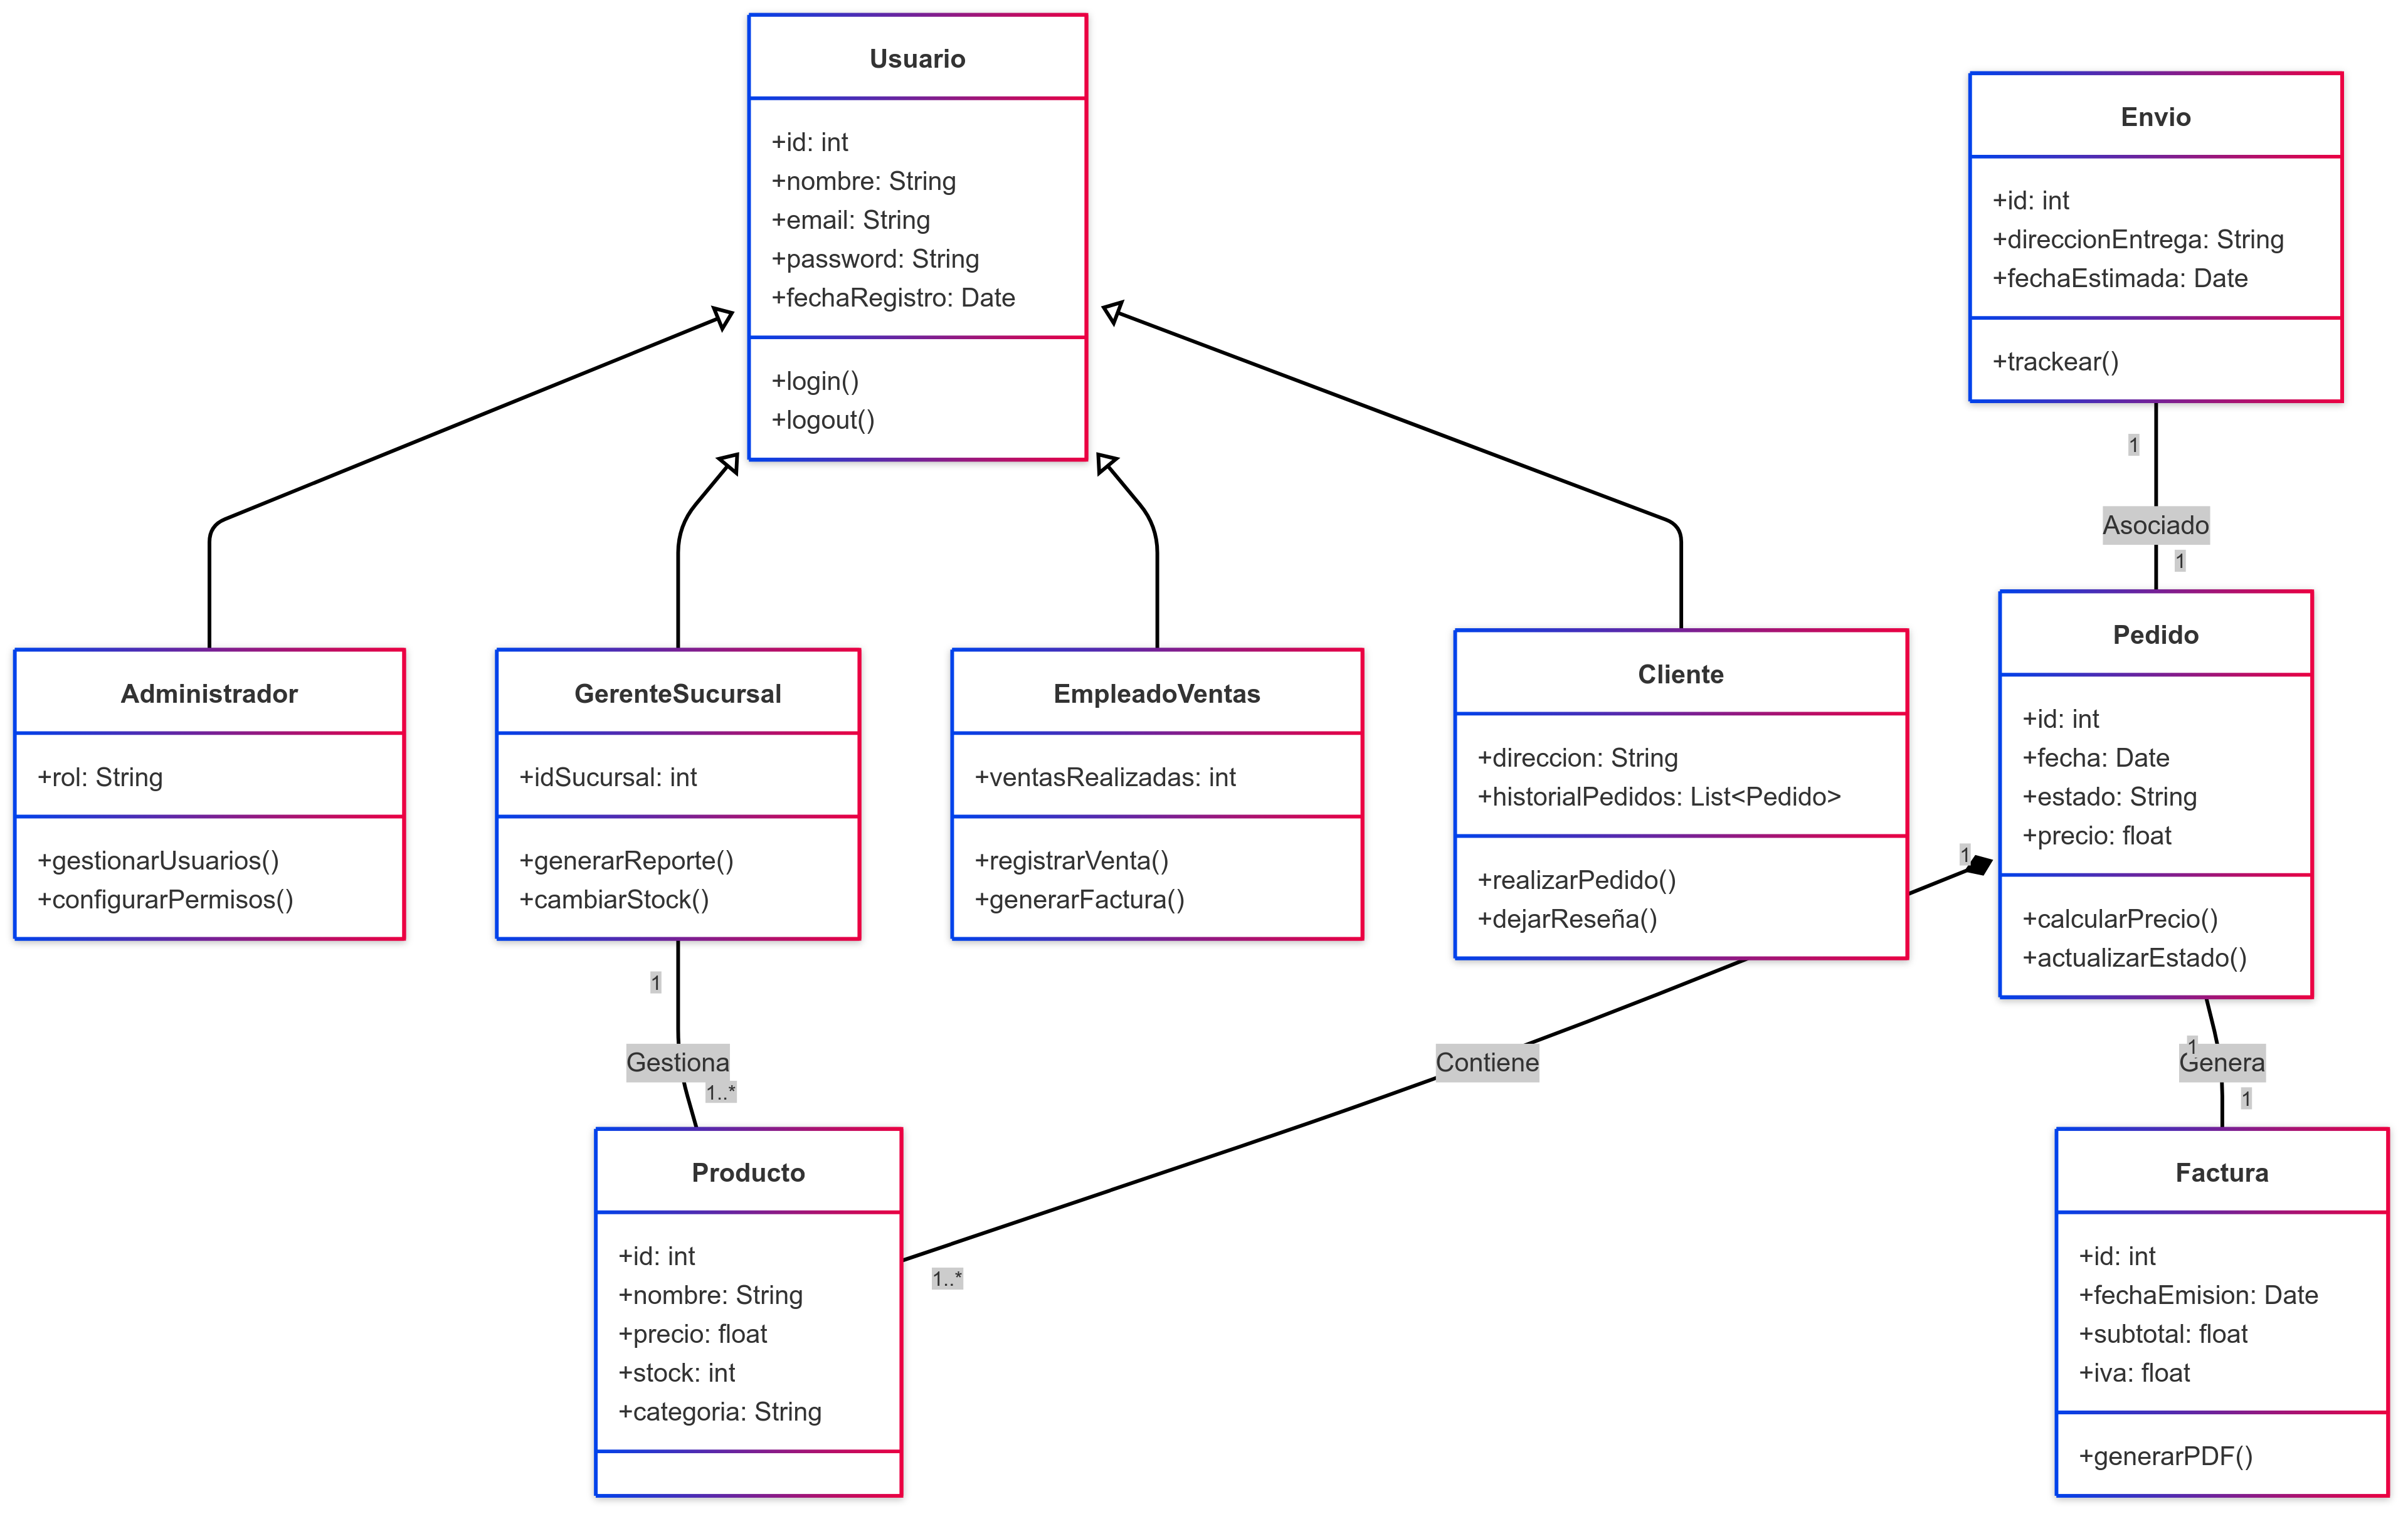 Usuario
+id: int
+nombre: String
+email: String
+password: String
+fechaRegistro: Date
+login()
+logout()
Envio
+id: int
+direccionEntrega: String
+fechaEstimada: Date
+trackear()
1
Asociado
1
Administrador
+rol: String
+gestionarUsuarios()
+configurarPermisos()
GerenteSucursal
+idSucursal: int
+generarReporte()
+cambiarStock()
EmpleadoVentas
+ventasRealizadas: int
+registrarVenta()
+generarFactura()
Cliente
+direccion: String
+historialPedidos: List<Pedido>
+realizarPedido()
+dejarReseña()
Pedido
+id: int
+fecha: Date
+estado: String
+precio: float
+calcularPrecio()
+actualizarEstado()
1
1
Gestiona
1..*
Contiene
1..*
1
Genera
1
Producto
+id: int
+nombre: String
+precio: float
+stock: int
+categoria: String
Factura
+id: int
+fechaEmision: Date
+subtotal: float
+iva: float
+generarPDF()